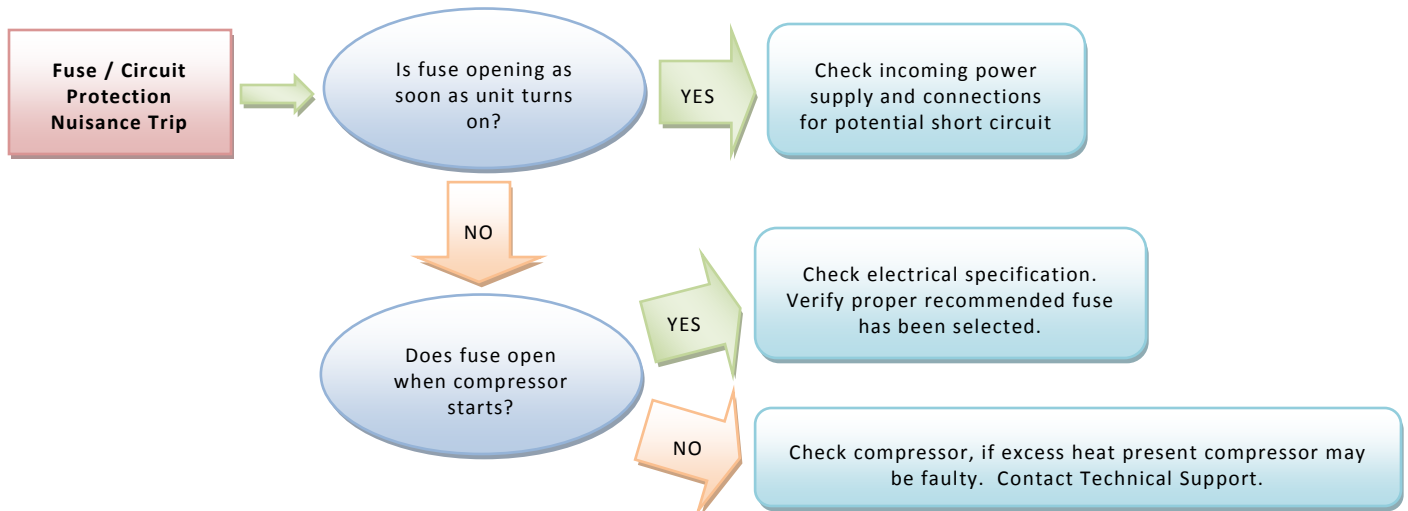 Fuse / Circuit
Protection
Nuisance Trip
Is fuse opening as
soon as unit turns
on?
YES
Check incoming power
supply and connections
for potential short circuit
NO
Does fuse open
when compressor
starts?
YES
Check electrical specification.
Verify proper recommended fuse
has been selected.
NO
Check compressor, if excess heat present compressor may
be faulty. Contact Technical Support.